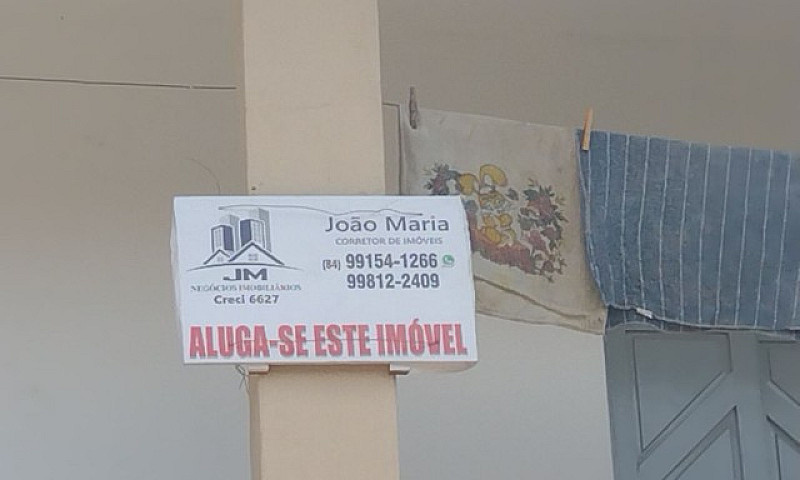 JM
NEGÓCIOS IMOBILIÁRIOS
Creci 6627
João Maria
CORRETOR DE IMÓVEIS
(84) 99154-1266
99812-2409
ALUGA-SE ESTE IMÓVEL